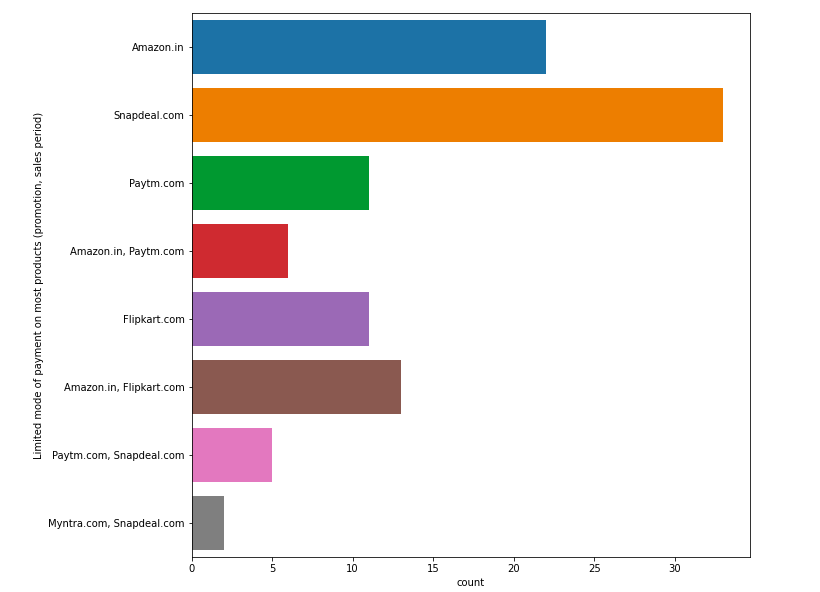 Limited mode of payment on most products (promotion, sales period)
Amazon.in
Snapdeal.com
Paytm.com
Amazon.in, Paytm.com
Flipkart.com
Amazon.in, Flipkart.com
Paytm.com, Snapdeal.com
Myntra.com, Snapdeal.com
0 5 10 15 20 25 30
count